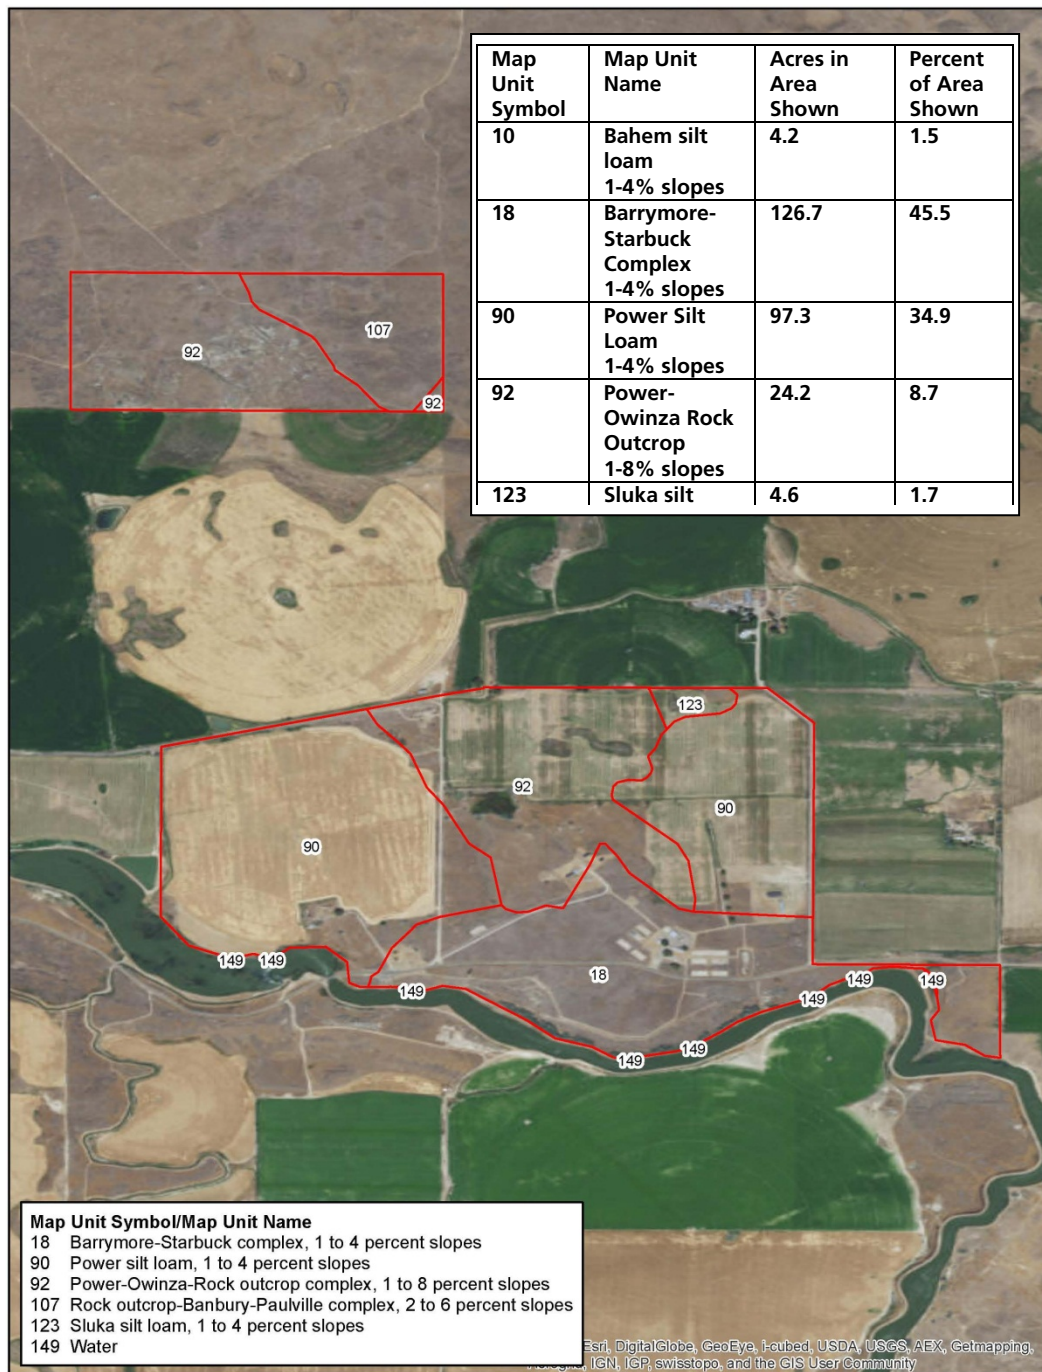 Map Unit Symbol | Map Unit Name | Acres in Area Shown | Percent of Area Shown
10 | Bahem silt loam 1-4% slopes | 4.2 | 1.5
18 | Barrymore-Starbuck Complex 1-4% slopes | 126.7 | 45.5
90 | Power Silt Loam 1-4% slopes | 97.3 | 34.9
92 | Power-Owinza Rock Outcrop 1-8% slopes | 24.2 | 8.7
123 | Sluka silt | 4.6 | 1.7
107
92
92
123
92
90
90
149 149
18
149
149
149
149
149
149
Map Unit Symbol/Map Unit Name
18 Barrymore-Starbuck complex, 1 to 4 percent slopes
90 Power silt loam, 1 to 4 percent slopes
92 Power-Owinza-Rock outcrop complex, 1 to 8 percent slopes
107 Rock outcrop-Banbury-Paulville complex, 2 to 6 percent slopes
123 Sluka silt loam, 1 to 4 percent slopes
149 Water
Esri, DigitalGlobe, GeoEye, i-cubed, USDA, USGS, AEX, Getmapping,
IGN, IGP, swisstopo, and the GIS User Community